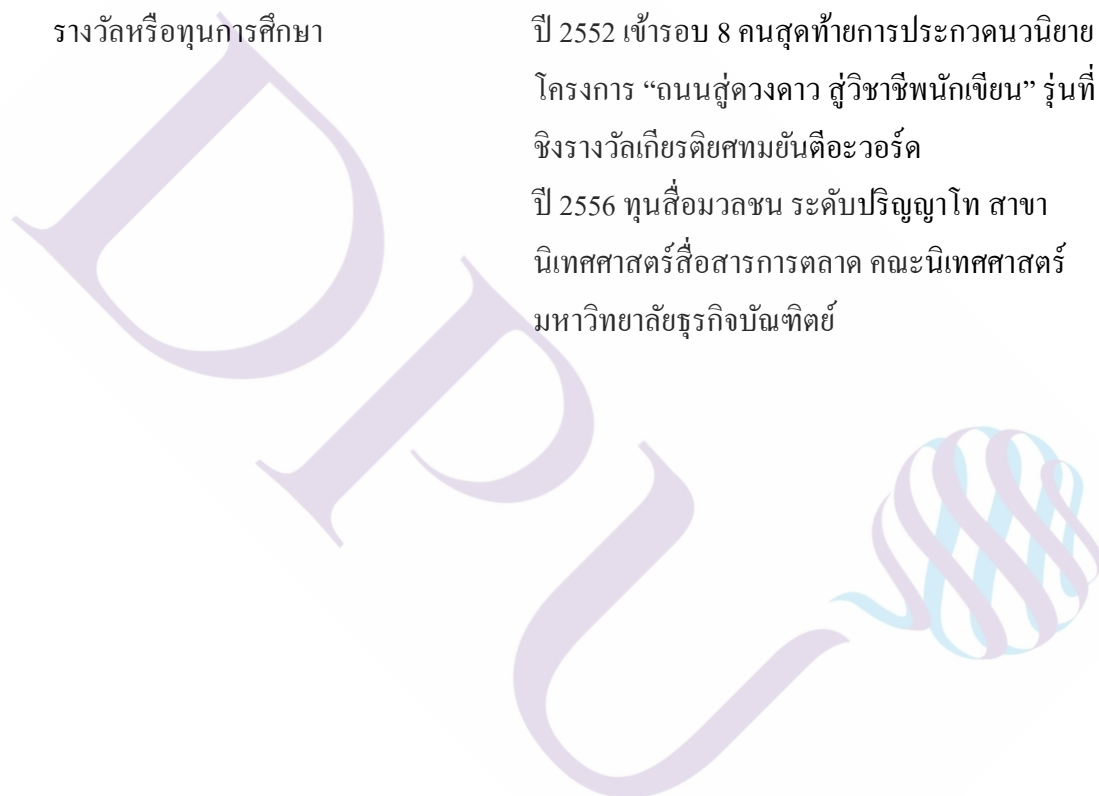 รางวัลหรือทุนการศึกษา
ปี 2552 เข้ารอบ 8 คนสุดท้ายการประกวดนวนิยาย
โครงการ “ถนนสู่ดวงดาว สู่วิชาชีพนักเขียน” รุ่นที่
ชิงรางวัลเกียรติยศทมยันตีอะวอร์ด
ปี 2556 ทุนสื่อมวลชน ระดับปริญญาโท สาขา
นิเทศศาสตร์สื่อสารการตลาด คณะนิเทศศาสตร์
มหาวิทยาลัยธุรกิจบัณฑิตย์
DPU